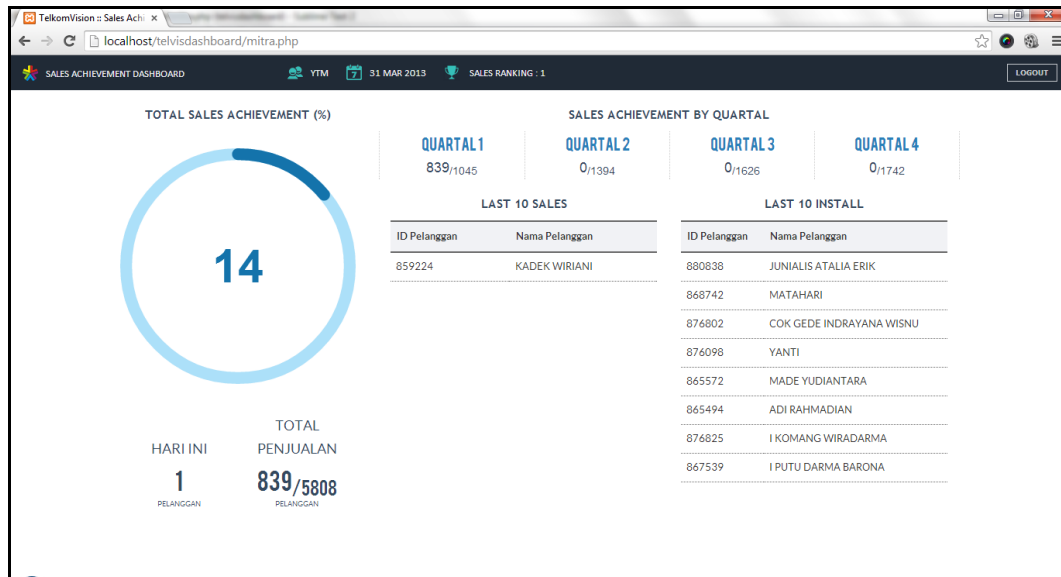 TelkomVision :: Sales Achi
localhost/telvisdashboard/mitra.php
SALES ACHIEVEMENT DASHBOARD
YTM
7
31 MAR 2013
SALES RANKING : 1
LOGOUT
TOTAL SALES ACHIEVEMENT (%)
14
HARI INI
1
PELANGGAN
TOTAL
PENJUALAN
839/5808
PELANGGAN
SALES ACHIEVEMENT BY QUARTAL
QUARTAL 1
839/1045
QUARTAL 2
0/1394
QUARTAL 3
0/1626
QUARTAL 4
0/1742
LAST 10 SALES
ID Pelanggan Nama Pelanggan
859224 KADEK WIRIANI
LAST 10 INSTALL
ID Pelanggan Nama Pelanggan
880838 JUNIALIS ATALIA ERIK
868742 MATAHARI
876802 COK GEDE INDRAYANA WISNU
876098 YANTI
865572 MADE YUDIANTARA
865494 ADI RAHMADIAN
876825 I KOMANG WIRADARMA
867539 I PUTU DARMA BARONA